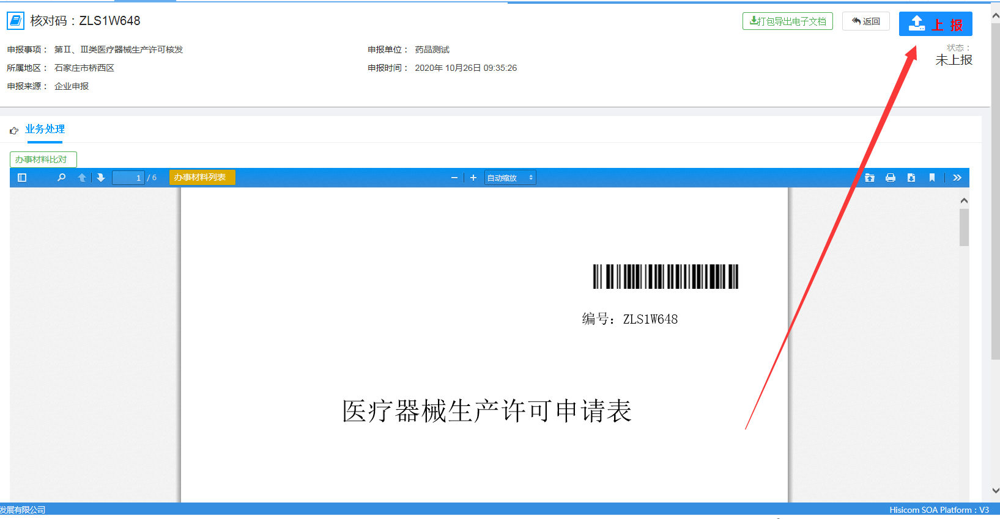 核对码：ZLS1W648
打包导出电子文档
返回
上 报
申报事项： 第Ⅱ、Ⅲ类医疗器械生产许可核发
申报单位： 药品测试
状态：
未上报
所属地区： 石家庄市桥西区
申报时间： 2020年 10月26日 09:35:26
申报来源： 企业申报
业务处理
办事材料比对
1 / 6
办事材料列表
自动缩放
编号：ZLS1W648
医疗器械生产许可申请表
发展有限公司
Hisicom SOA Platform：V3